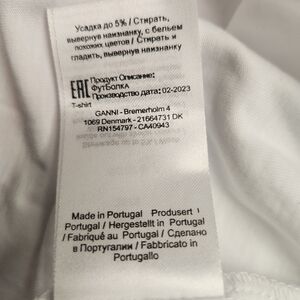 Усадка до 5% / Стирать,
вывернув наизнанку, с бельем
похожих цветов / Стирать и
гладить, вывернув наизнанку
EAC Продукт Описание:
Футболка
Производство дата: 02-2023
T-shirt
GANNI - Bremerholm 4
1069 Denmark - 21664731 DK
RN154797 - CA40943
Made in Portugal Produsert i
Portugal / Hergestellt in Portugal
/ Fabriqué au Portugal / Сделано
в Португалии / Fabbricato in
Portogallo